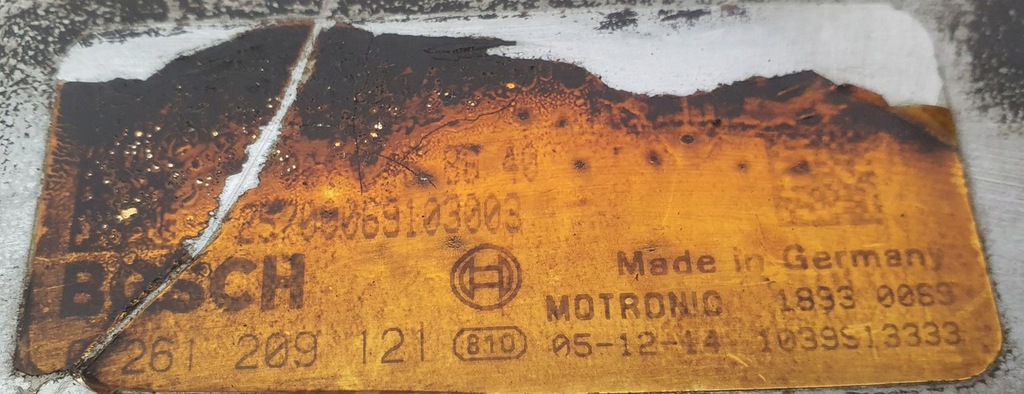 BOSCH
Made in Germany
MOTRONIC 1893 0069
0 261 209 121 810 05-12-14 1039S13333